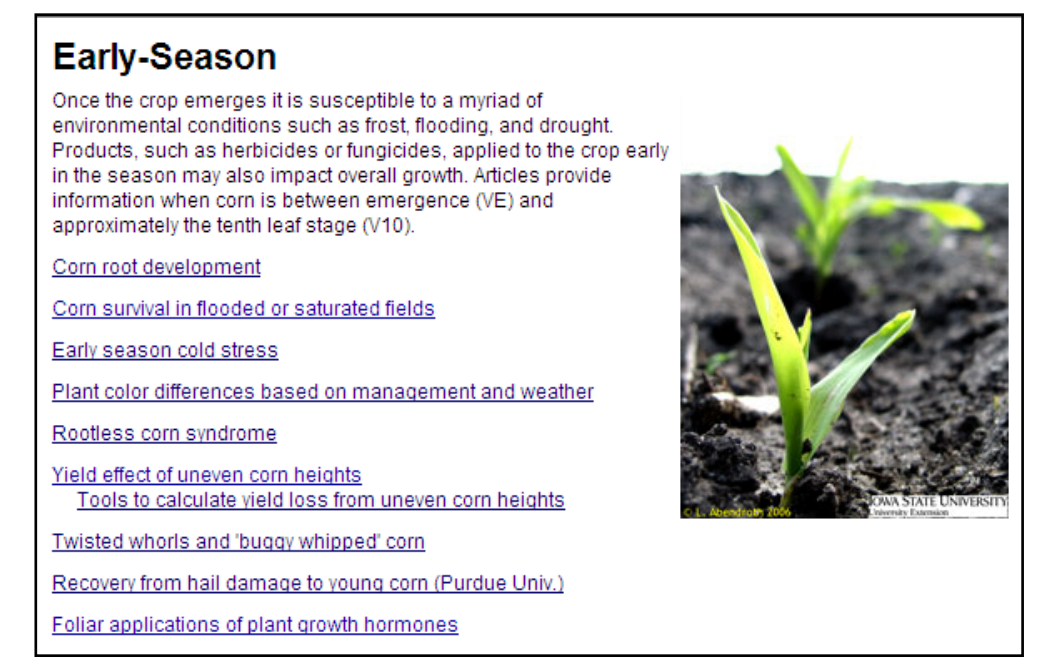 Early-Season
Once the crop emerges it is susceptible to a myriad of
environmental conditions such as frost, flooding, and drought.
Products, such as herbicides or fungicides, applied to the crop early
in the season may also impact overall growth. Articles provide
information when corn is between emergence (VE) and
approximately the tenth leaf stage (V10).
Corn root development
Corn survival in flooded or saturated fields
Early season cold stress
Plant color differences based on management and weather
Rootless corn syndrome
Yield effect of uneven corn heights
Tools to calculate yield loss from uneven corn heights
Twisted whorls and 'buggy whipped' corn
Recovery from hail damage to young corn (Purdue Univ.)
Foliar applications of plant growth hormones
© L. Abendroth 2006
IOWA STATE UNIVERSITY
University Extension